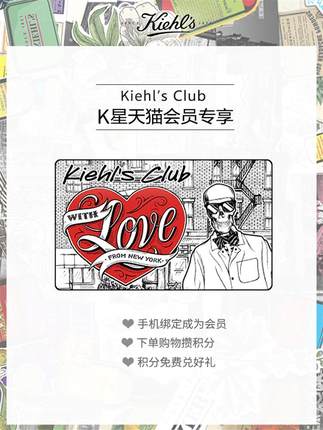 Kiehl's
Kiehl's Club
K星天猫会员专享
Kiehl's Club
WITH
Love
FROM NEW YORK
手机绑定成为会员
下单购物攒积分
积分免费兑好礼